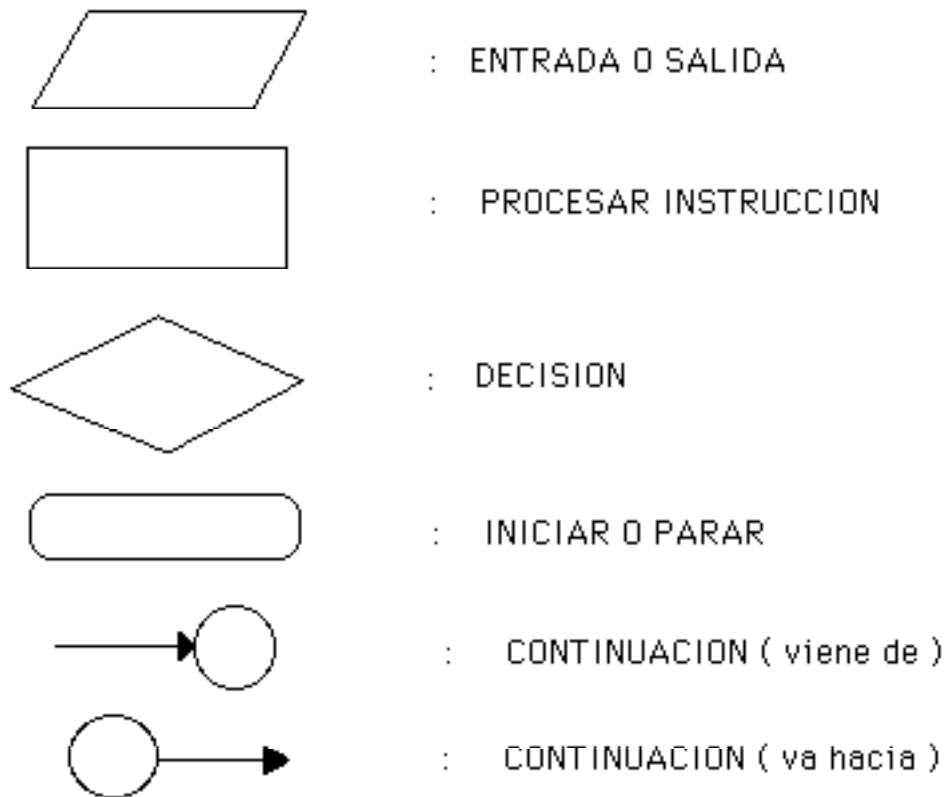 : ENTRADA O SALIDA
: PROCESAR INSTRUCCION
: DECISION
: INICIAR O PARAR
: CONTINUACION ( viene de )
: CONTINUACION ( va hacia )